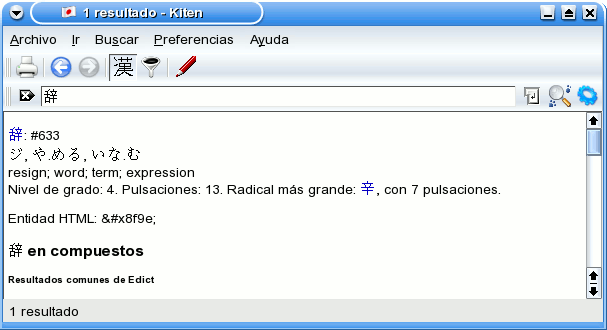 1 resultado - Kiten
Archivo Ir Buscar Preferencias Ayuda
漢
辞
辞: #633
ジ, や.める, いな.む
resign; word; term; expression
Nivel de grado: 4. Pulsaciones: 13. Radical más grande: 辛, con 7 pulsaciones.
Entidad HTML: &#x8f9e;
辞 en compuestos
Resultados comunes de Edict
1 resultado